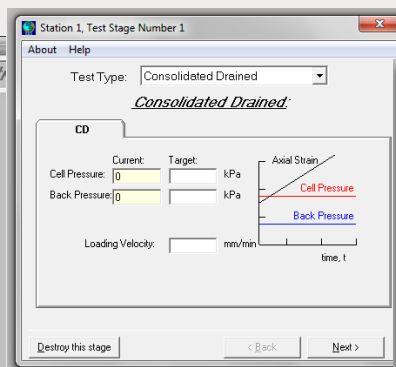 Station 1, Test Stage Number 1
About Help
Test Type: Consolidated Drained
Consolidated Drained:
CD
Current: Target:
Cell Pressure: 0 kPa
Back Pressure: 0 kPa
Loading Velocity: mm/min
Axial Strain
Cell Pressure
Back Pressure
time, t
Destroy this stage < Back Next >